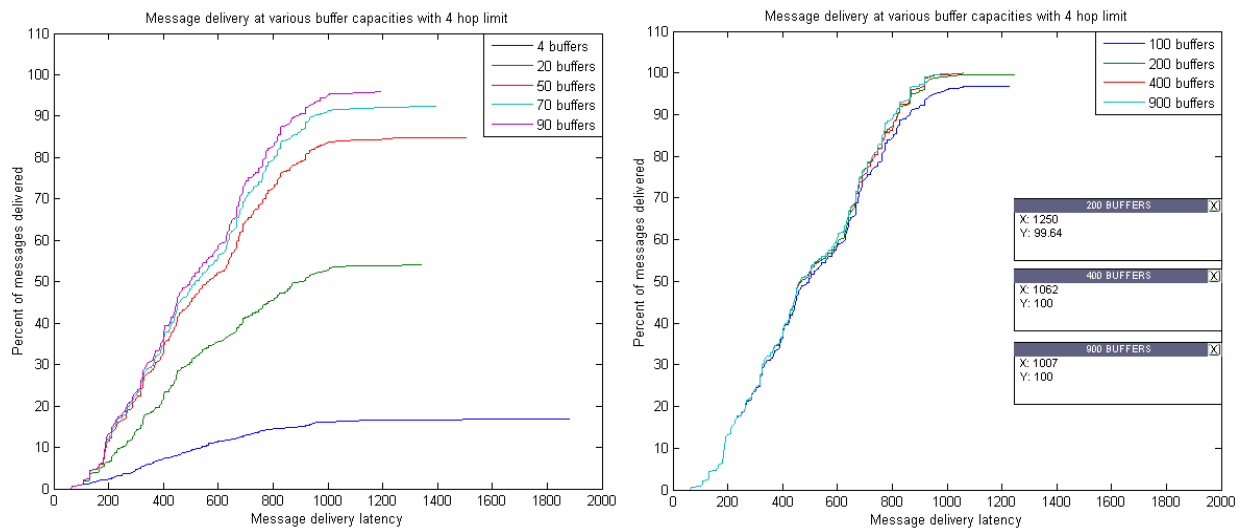 Message delivery at various buffer capacities with 4 hop limit
110
100
90
80
70
60
50
40
30
20
10
0
Percent of messages delivered
4 buffers
20 buffers
50 buffers
70 buffers
90 buffers
0 200 400 600 800 1000 1200 1400 1600 1800 2000
Message delivery latency
Message delivery at various buffer capacities with 4 hop limit
110
100
90
80
70
60
50
40
30
20
10
0
Percent of messages delivered
100 buffers
200 buffers
400 buffers
900 buffers
200 BUFFERS X
X: 1250
Y: 99.64
400 BUFFERS X
X: 1062
Y: 100
900 BUFFERS X
X: 1007
Y: 100
0 200 400 600 800 1000 1200 1400 1600 1800 2000
Message delivery latency